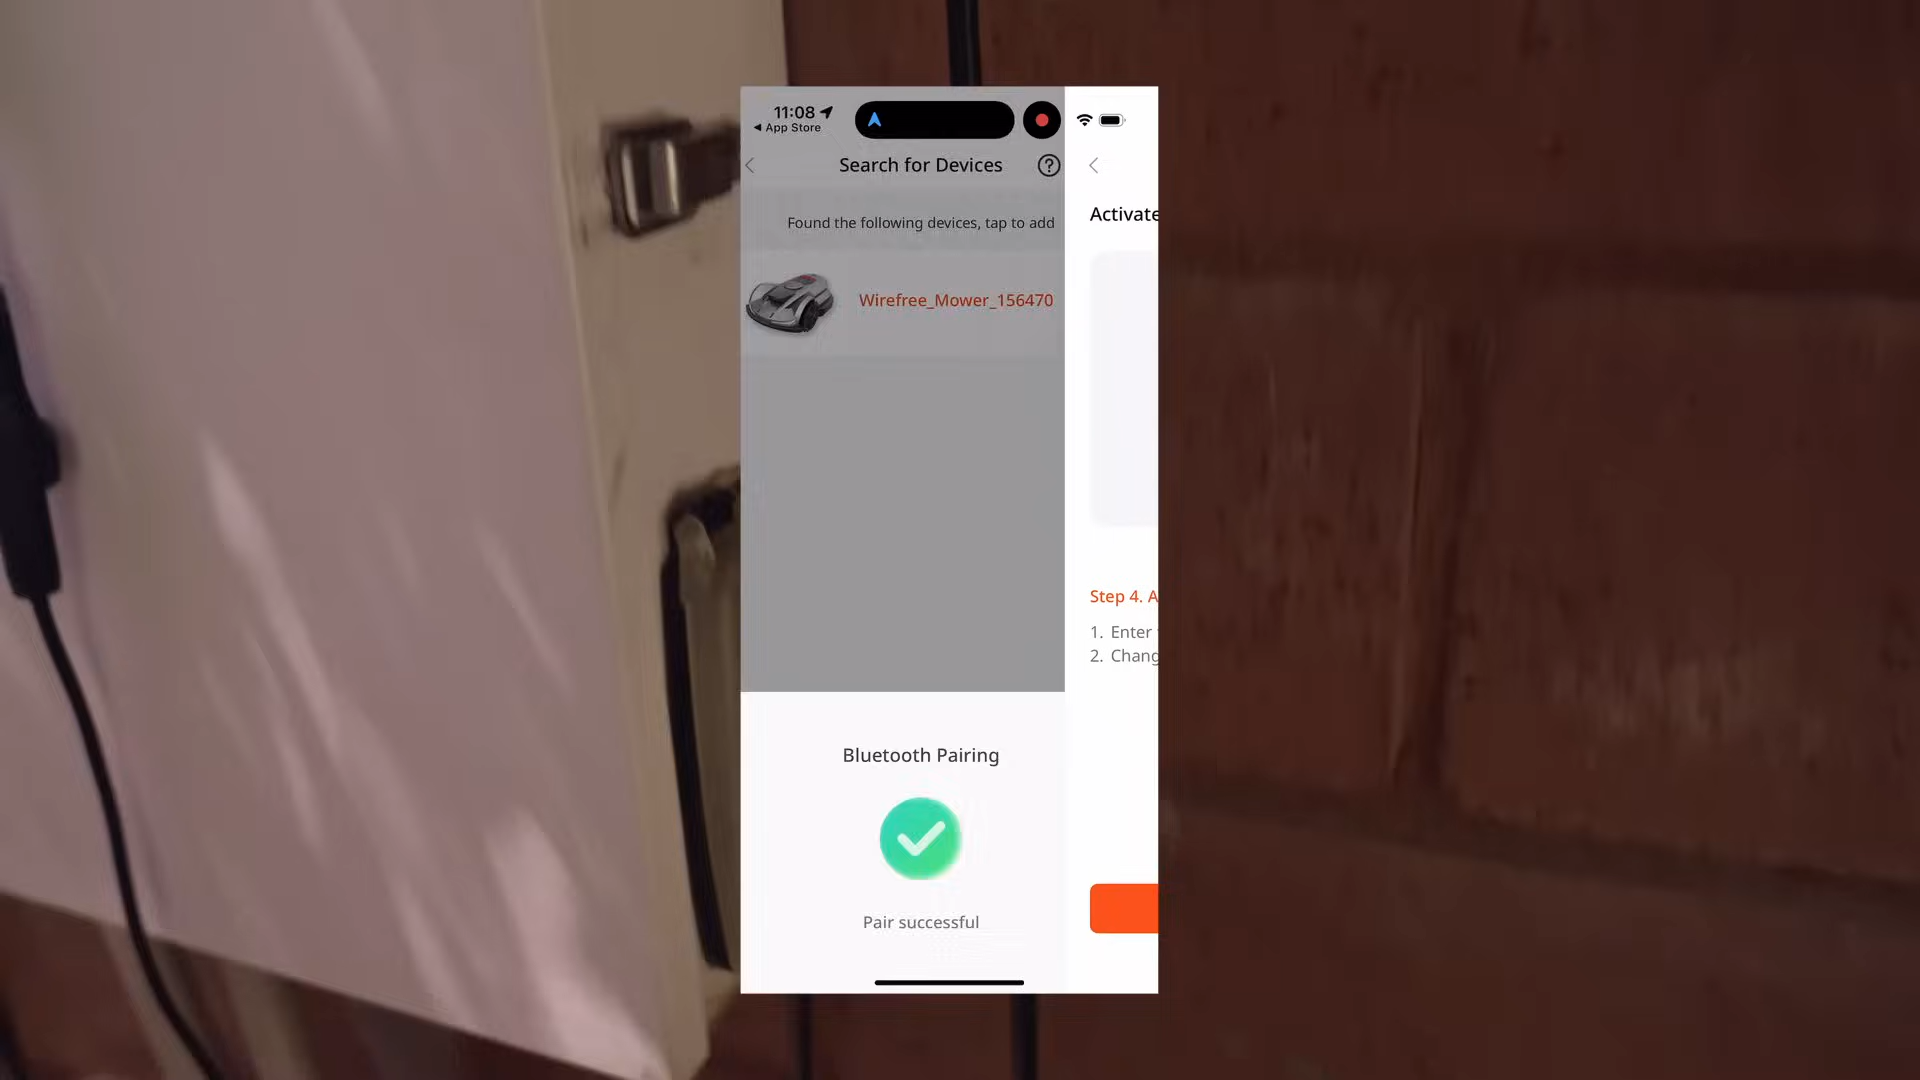 11:08
◀ App Store
Search for Devices
Found the following devices, tap to add
Wirefree_Mower_156470
Bluetooth Pairing
Pair successful
Activate
Step 4. A
1. Enter
2. Chang